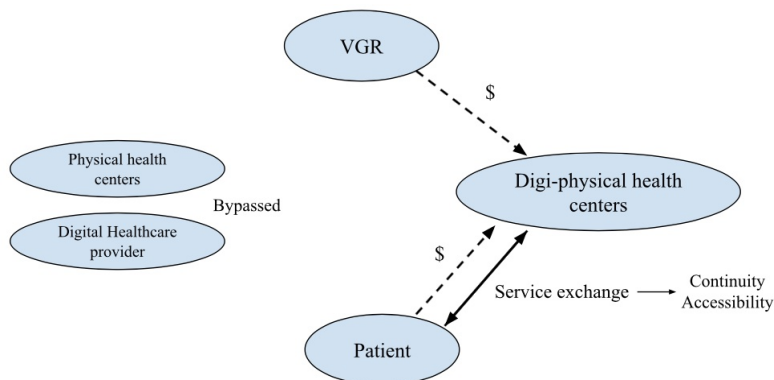 VGR
$
Physical health
centers
Bypassed
Digital Healthcare
provider
Digi-physical health
centers
$
Service exchange
Continuity
Accessibility
Patient